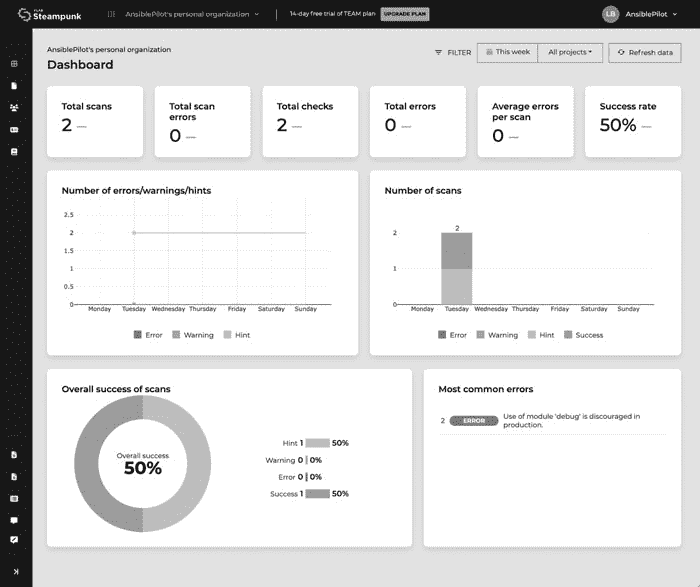 XLAB
Steampunk
AnsiblePilot's personal organization
14-day free trial of TEAM plan
UPGRADE PLAN
LB
AnsiblePilot
AnsiblePilot's personal organization
Dashboard
FILTER
This week
All projects
Refresh data
Total scans
2 —
Total scan
errors
0 —
Total checks
2 —
Total errors
0 —
Average errors
per scan
0 —
Success rate
50% —
Number of errors/warnings/hints
2.5
2
1.5
1
0.5
0
Monday Tuesday Wednesday Thursday Friday Saturday Sunday
Error Warning Hint
Number of scans
2
2
1
0
Monday Tuesday Wednesday Thursday Friday Saturday Sunday
Error Warning Hint Success
Overall success of scans
Overall success
50%
Hint 1 50%
Warning 0 0%
Error 0 0%
Success 1 50%
Most common errors
2 ERROR Use of module 'debug' is discouraged in
production.